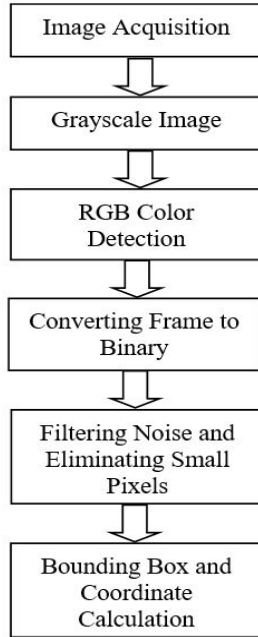 Image Acquisition
Grayscale Image
RGB Color
Detection
Converting Frame to
Binary
Filtering Noise and
Eliminating Small
Pixels
Bounding Box and
Coordinate
Calculation